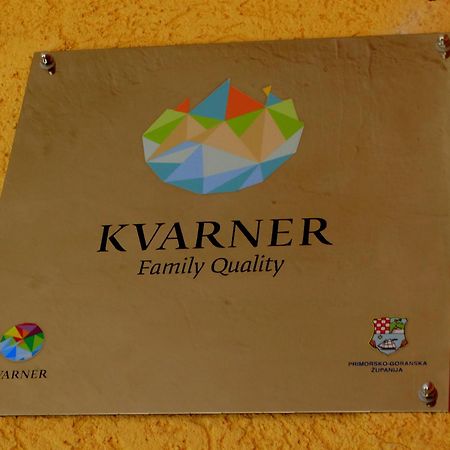 KVARNER
Family Quality
VARNER
PRIMORSKO-GORANSKA
ŽUPANIJA